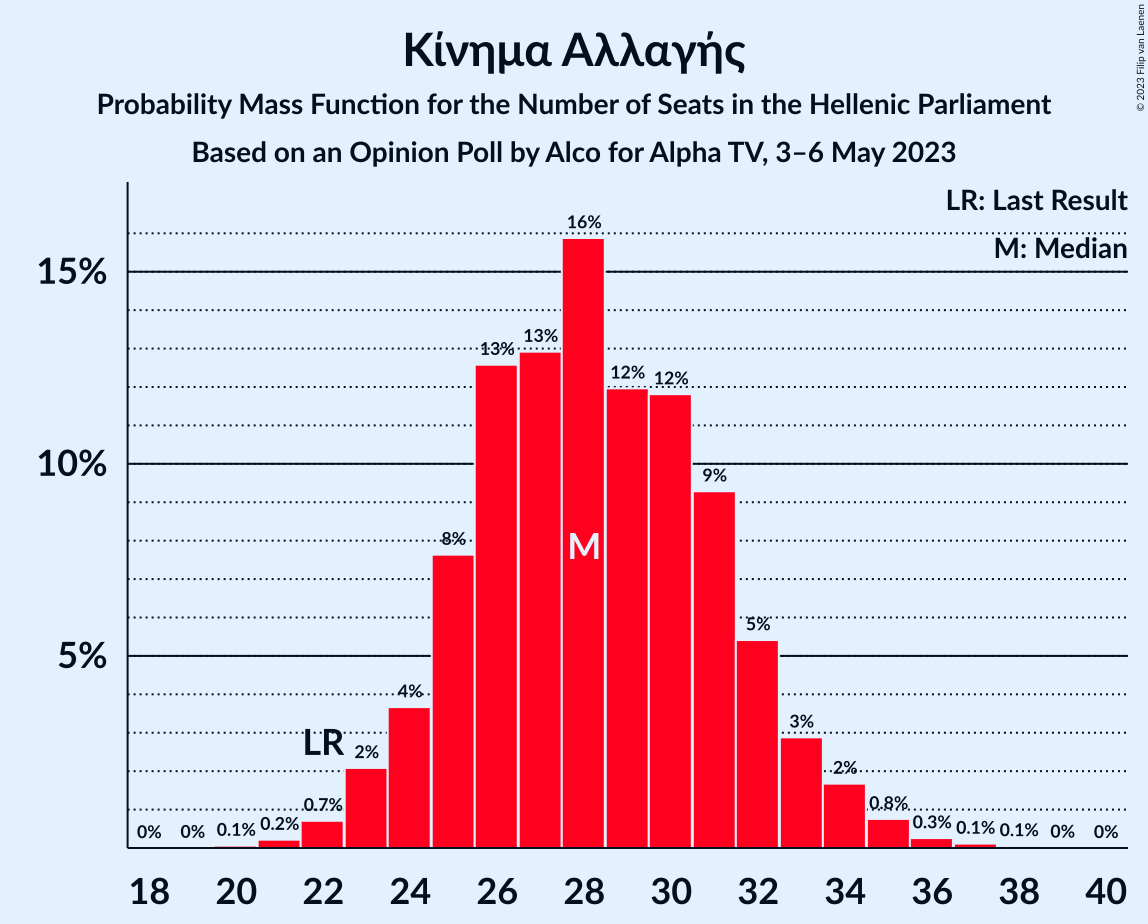 Κίνημα Αλλαγής
Probability Mass Function for the Number of Seats in the Hellenic Parliament
Based on an Opinion Poll by Alco for Alpha TV, 3–6 May 2023
© 2023 Filip van Laenen
LR: Last Result
M: Median
16%
15%
13%
13%
12%
12%
10%
9%
8%
M
5%
5%
4%
LR
2%
3%
2%
0%
0%
0.1%
0.2%
0.7%
0.8%
0.3%
0.1%
0.1%
0%
0%
18 20 22 24 26 28 30 32 34 36 38 40